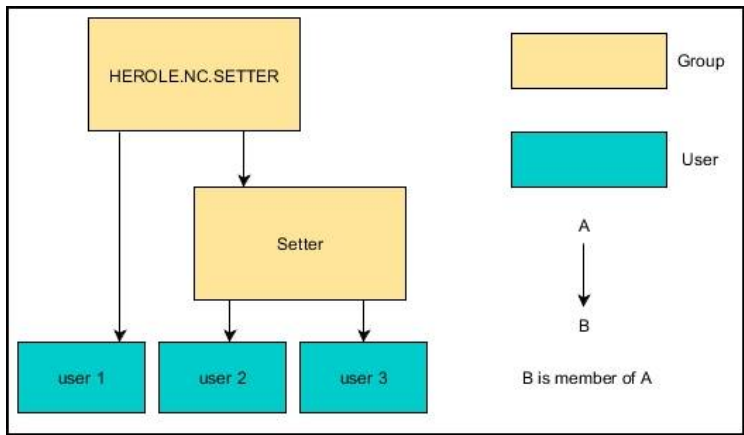 HEROLE.NC.SETTER
Group
User
Setter
A
B
user 1
user 2
user 3
B is member of A